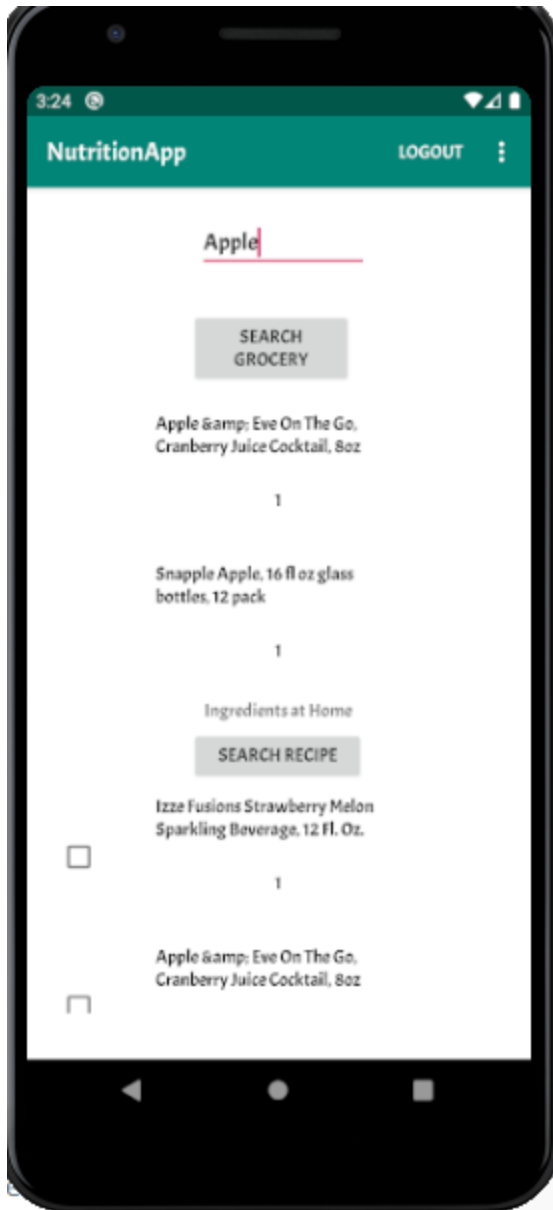 3:24
NutritionApp
LOGOUT
Apple
SEARCH
GROCERY
Apple &amp; Eve On The Go,
Cranberry Juice Cocktail, 8oz
1
Snapple Apple, 16 fl oz glass
bottles, 12 pack
1
Ingredients at Home
SEARCH RECIPE
Izze Fusions Strawberry Melon
Sparkling Beverage, 12 Fl. Oz.
1
Apple &amp; Eve On The Go,
Cranberry Juice Cocktail, 8oz